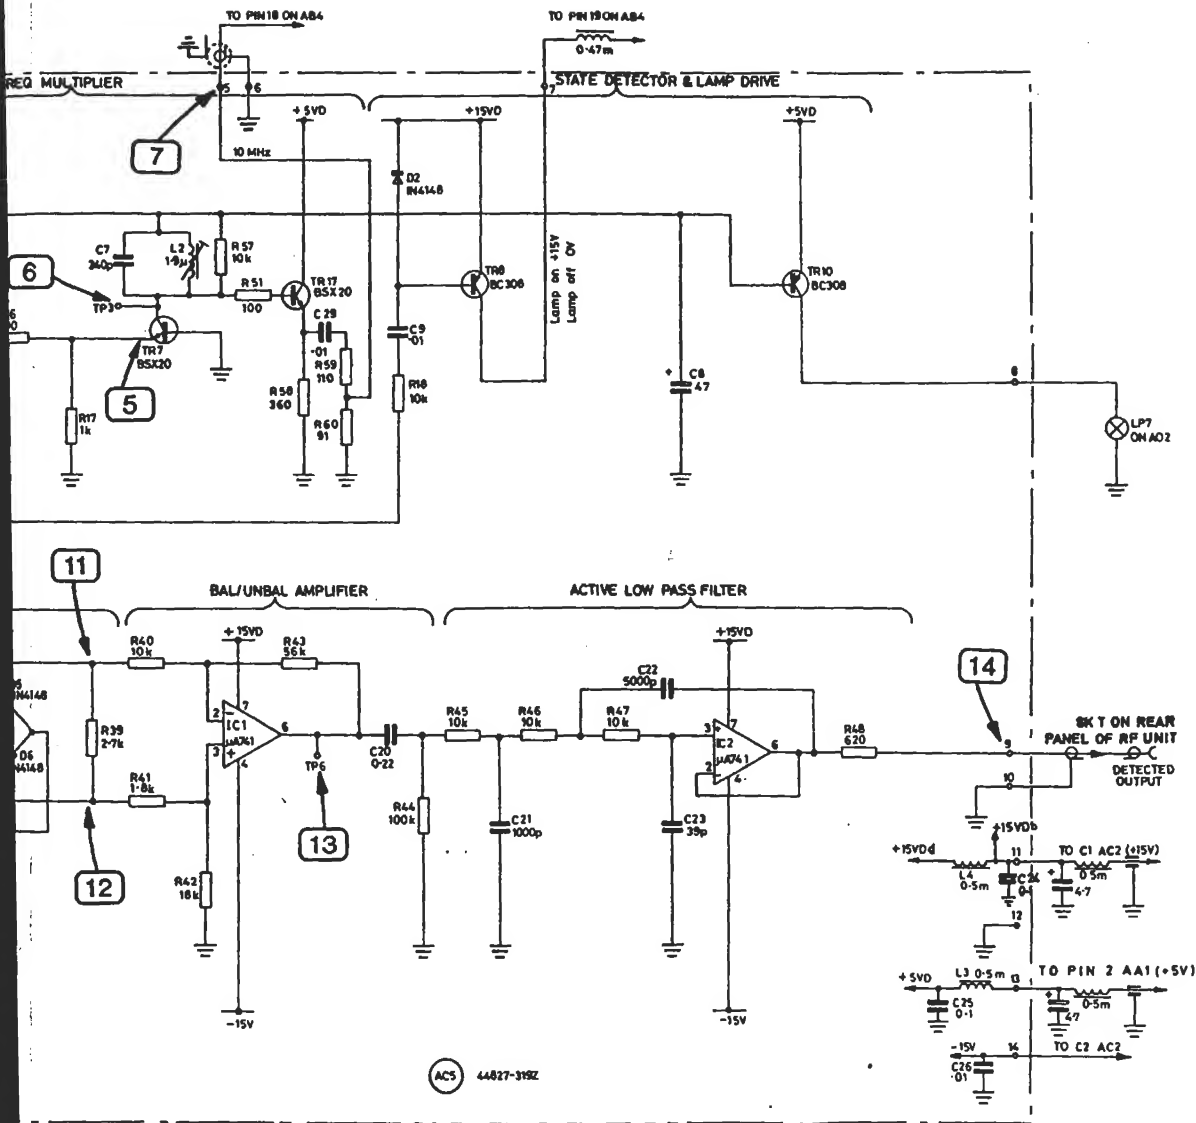 TO PIN 18 ON AB4
TO PIN 19 ON AB4
0·47m
REQ MULTIPLIER
5
6
7
STATE DETECTOR & LAMP DRIVE
7
+5VD
+15VD
+5VD
10 MHz
D2
IN4148
C7
240p
L2
1·9µ
R57
10k
6
TP3
R51
100
TR17
BSX20
TR8
BC308
Lamp on +15V
Lamp off 0V
TR10
BC308
TR7
BSX20
5
C29
·01
R59
110
C9
·01
R58
360
R60
91
R18
10k
C8
47
8
R17
1k
LP7
ON AO2
11
BAL/UNBAL AMPLIFIER
ACTIVE LOW PASS FILTER
R40
10k
+15VD
R43
56k
+15VD
C22
5000p
14
IN4148
D6
R39
2·7k
2
7
IC1
µA741
3
4
6
TP6
C20
0·22
R45
10k
R46
10k
R47
10k
3
7
IC2
µA741
2
4
6
R48
620
9
SKT ON REAR
PANEL OF RF UNIT
DETECTED
OUTPUT
10
R41
1·8k
R44
100k
C21
1000p
C23
39p
12
13
R42
18k
+15VDb
+15VDd
11
TO C1 AC2 (+15V)
L4
0·5m
C24
4·7
0·5m
12
+5VD
L3 0·5m
13
TO PIN 2 AA1 (+5V)
C25
0·1
4·7
0·5m
-15V
-15V
-15V
14
TO C2 AC2
C26
·01
AC5
44827-319Z